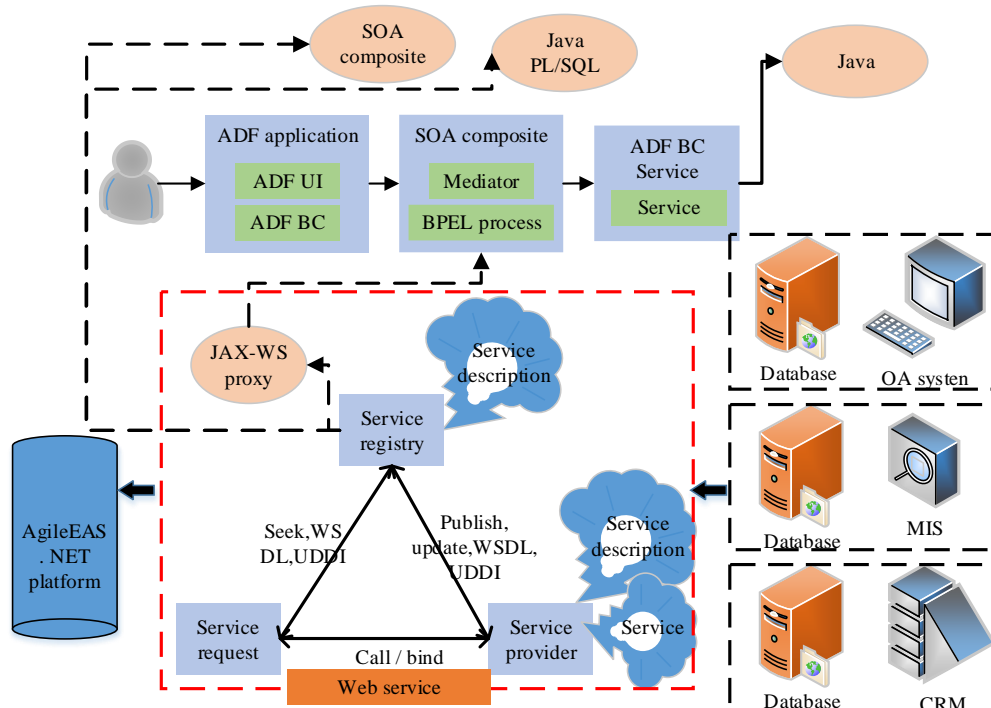 SOA
composite
Java
PL/SQL
Java
ADF application
ADF UI
ADF BC
SOA composite
Mediator
BPEL process
ADF BC
Service
Service
JAX-WS
proxy
Service
description
Service
registry
Database
OA systen
AgileEAS
. NET
platform
Seek,WS
DL,UDDI
Publish,
update,WSDL,
UDDI
Service
description
Database
MIS
Service
request
Call / bind
Service
provider
Service
Web service
Database
CRM